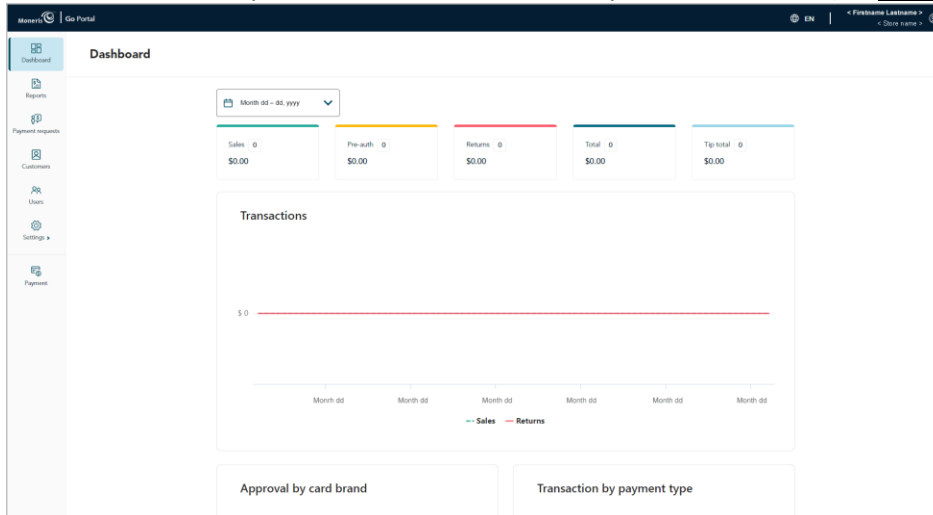 Moneris Go Portal
EN
< Firstname Lastname >
< Store name >
Dashboard
Reports
Payment requests
Customers
Users
Settings
Payment
Dashboard
Month dd – dd, yyyy
Sales 0
$0.00
Pre-auth 0
$0.00
Returns 0
$0.00
Total 0
$0.00
Tip total 0
$0.00
Transactions
$ 0
Monrh dd Month dd Month dd Month dd Month dd Month dd
Sales Returns
Approval by card brand
Transaction by payment type